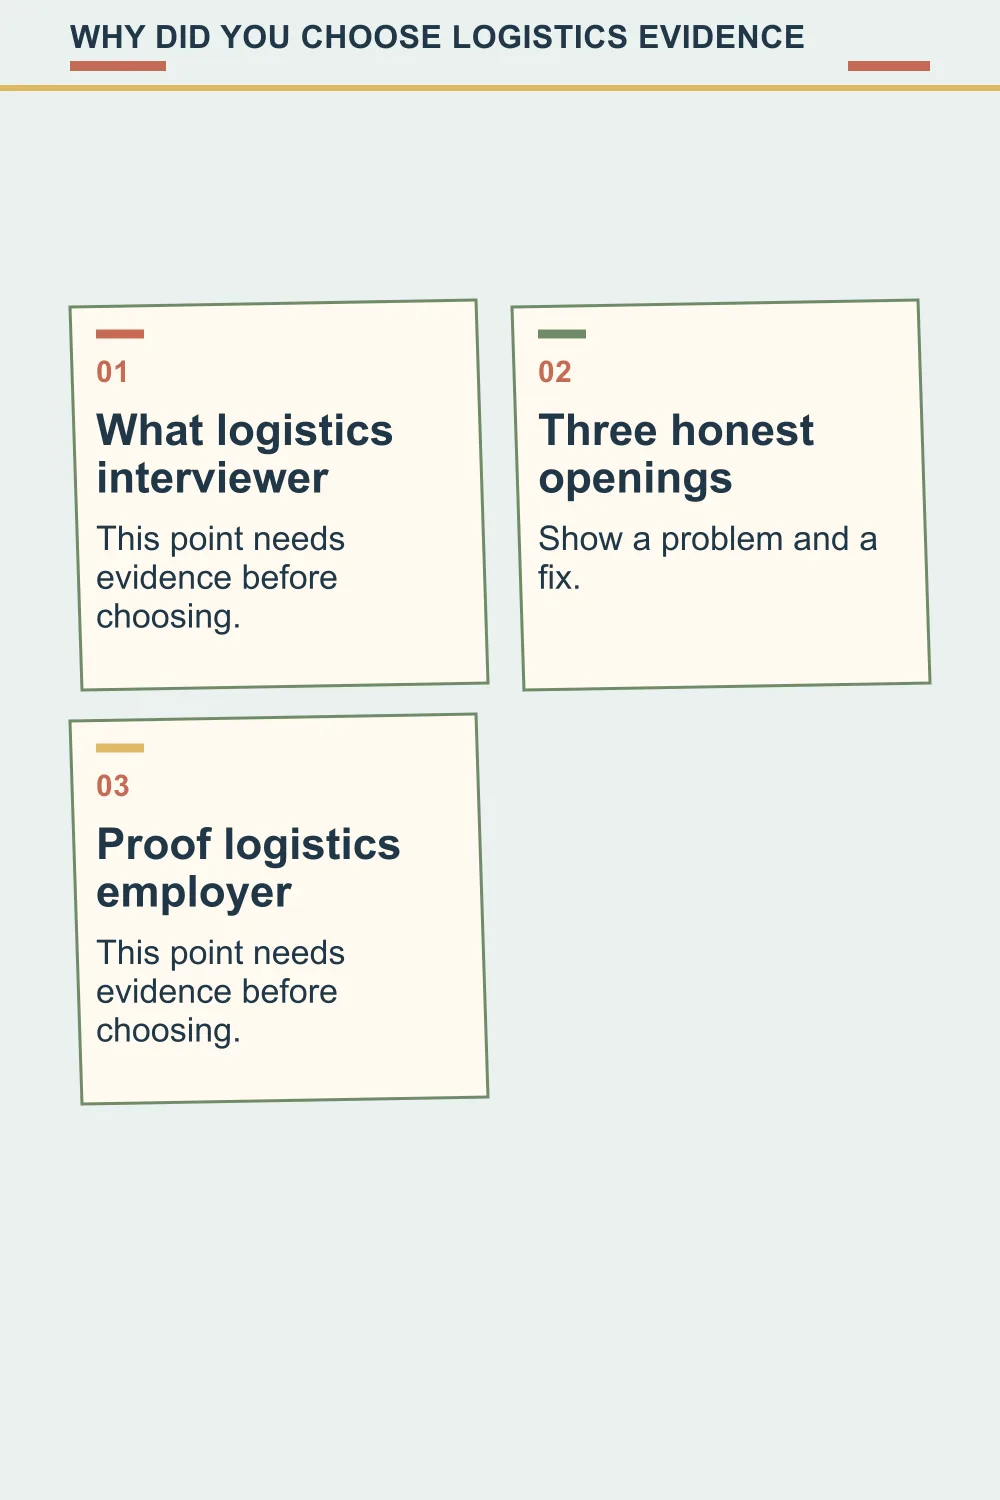 WHY DID YOU CHOOSE LOGISTICS EVIDENCE
01
What logistics
interviewer
This point needs
evidence before
choosing.
02
Three honest
openings
Show a problem and a
fix.
03
Proof logistics
employer
This point needs
evidence before
choosing.